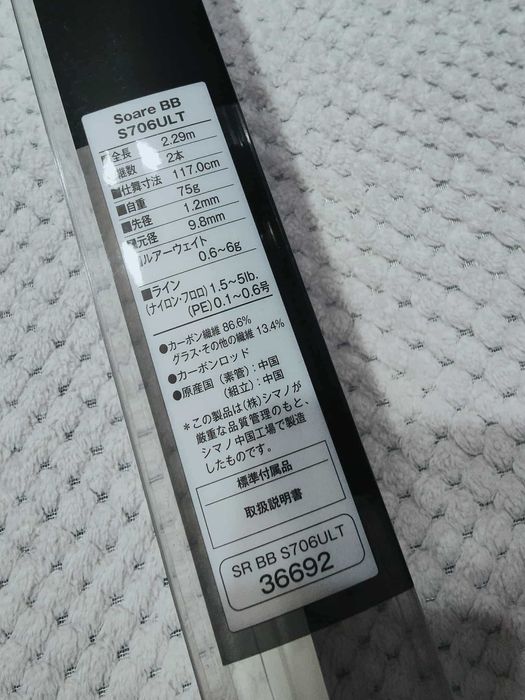 Soare BB
S706ULT
■全長 2.29m
■継数 2本
■仕舞寸法 117.0cm
■自重 75g
■先径 1.2mm
■元径 9.8mm
ルアーウェイト
0.6~6g
■ライン
(ナイロン・フロロ) 1.5~5lb.
(PE) 0.1~0.6号
●カーボン繊維 86.6%
グラス・その他の繊維 13.4%
●カーボンロッド
●原産国 (素管):中国
(組立):中国
*この製品は(株)シマノが
厳重な品質管理のもと、
シマノ中国工場で製造
したものです。
標準付属品
取扱説明書
SR BB S706ULT
36692